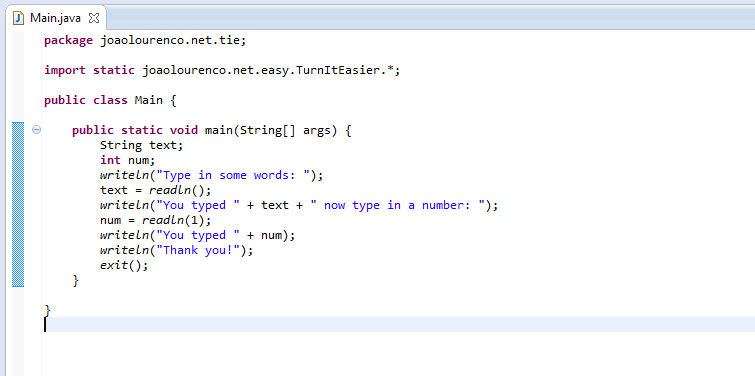 Main.java
package joaolourenco.net.tie;
import static joaolourenco.net.easy.TurnItEasier.*;
public class Main {
public static void main(String[] args) {
String text;
int num;
writeln("Type in some words: ");
text = readln();
writeln("You typed " + text + " now type in a number: ");
num = readln(1);
writeln("You typed " + num);
writeln("Thank you!");
exit();
}
}